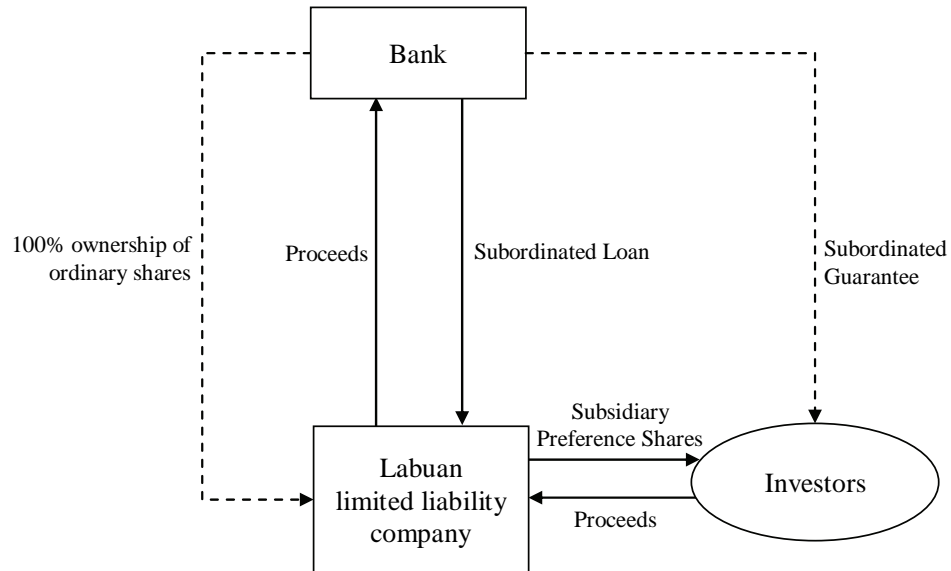 Bank
100% ownership of
ordinary shares
Proceeds
Subordinated Loan
Subordinated
Guarantee
Subsidiary
Preference Shares
Labuan
limited liability
company
Investors
Proceeds